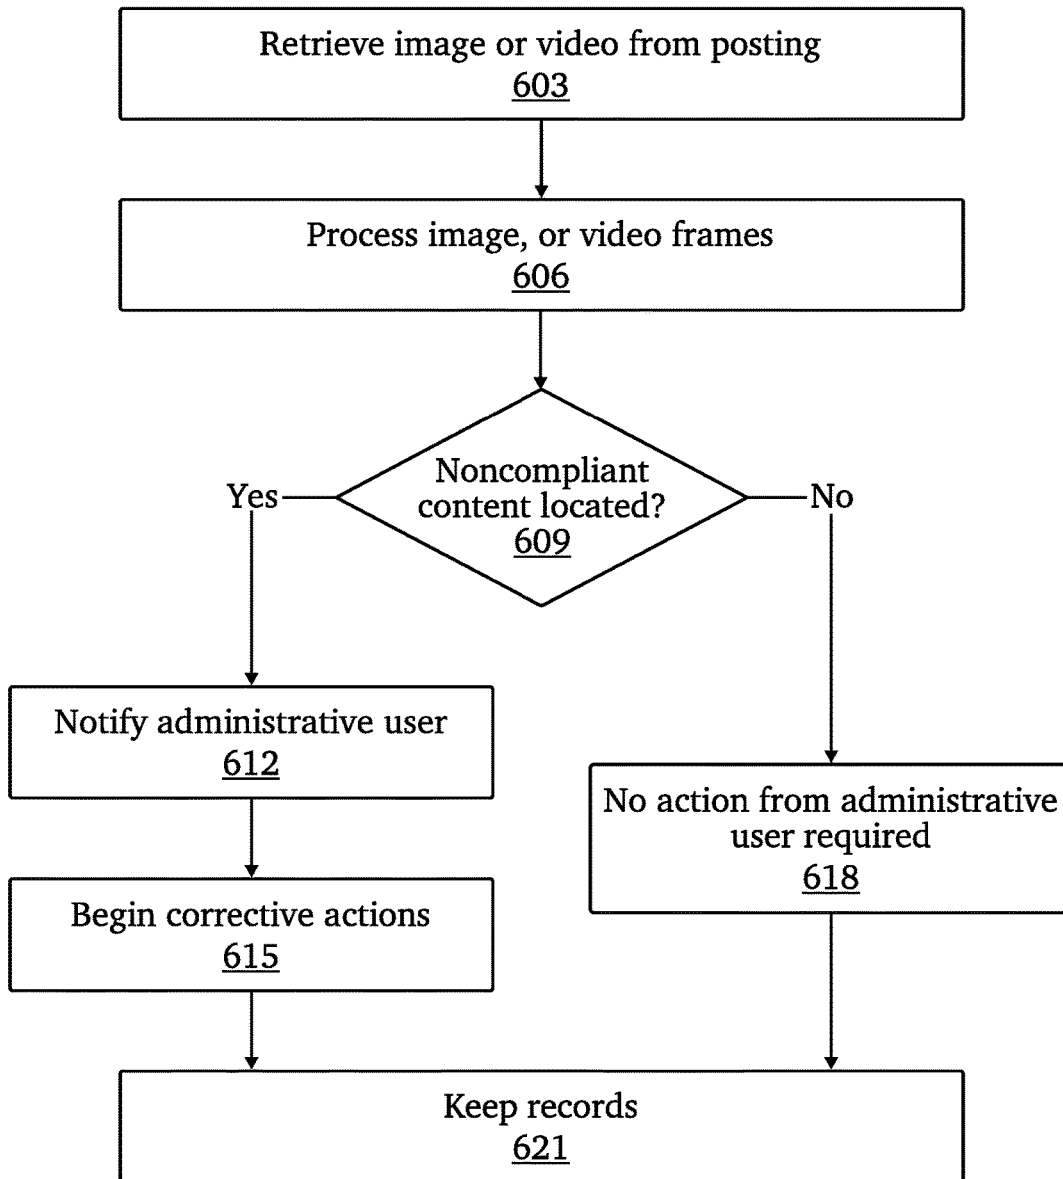 Retrieve image or video from posting
603
Process image, or video frames
606
Noncompliant
content located?
609
Yes
No
Notify administrative user
612
No action from administrative
user required
618
Begin corrective actions
615
Keep records
621